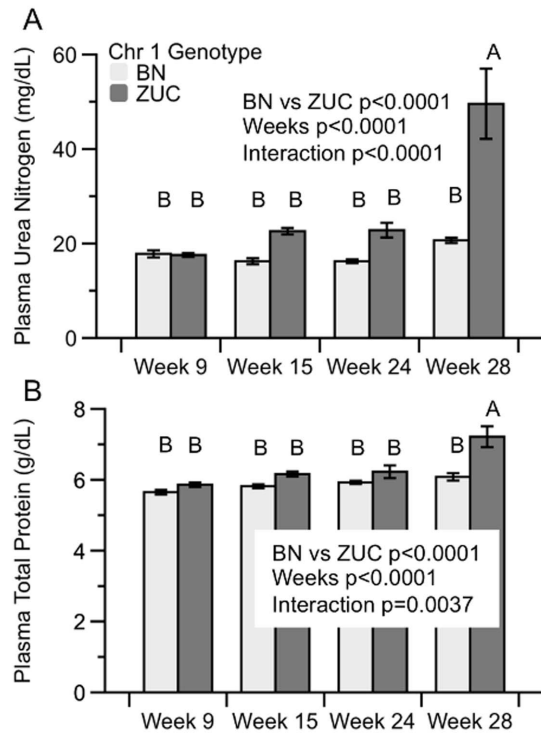 A
Plasma Urea Nitrogen (mg/dL)
60
40
20
0
Chr 1 Genotype
BN
ZUC
BN vs ZUC p<0.0001
Weeks p<0.0001
Interaction p<0.0001
B B B B B B B A
Week 9 Week 15 Week 24 Week 28
B
Plasma Total Protein (g/dL)
8
6
4
2
0
B B B B B B B A
BN vs ZUC p<0.0001
Weeks p<0.0001
Interaction p=0.0037
Week 9 Week 15 Week 24 Week 28